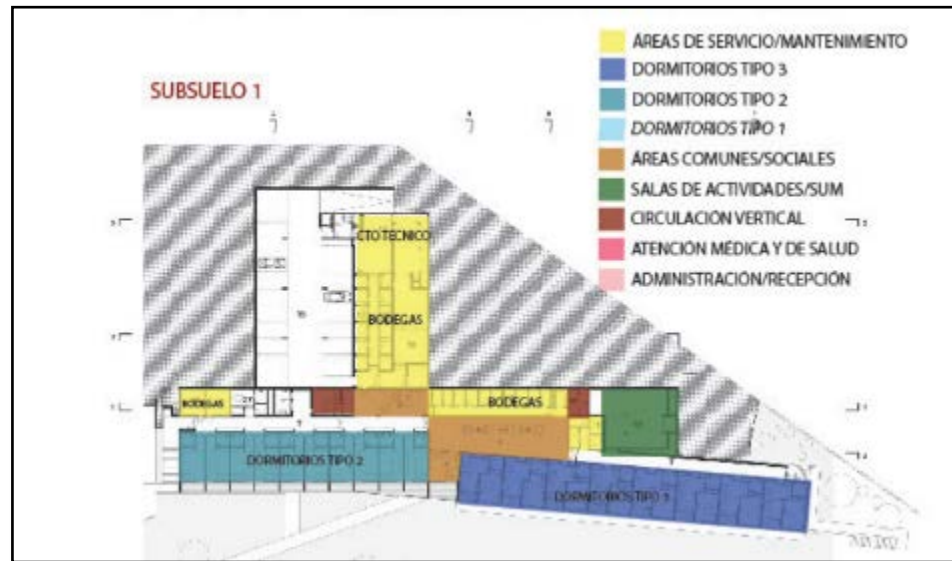 SUBSUELO 1
ÁREAS DE SERVICIO/MANTENIMIENTO
DORMITORIOS TIPO 3
DORMITORIOS TIPO 2
DORMITORIOS TIPO 1
ÁREAS COMUNES/SOCIALES
SALAS DE ACTIVIDADES/SUM
CIRCULACIÓN VERTICAL
ATENCIÓN MÉDICA Y DE SALUD
ADMINISTRACIÓN/RECEPCIÓN
CTO TECNICO
BODEGAS
BODEGAS
BODEGAS
DORMITORIOS TIPO 2
DORMITORIOS TIPO 3